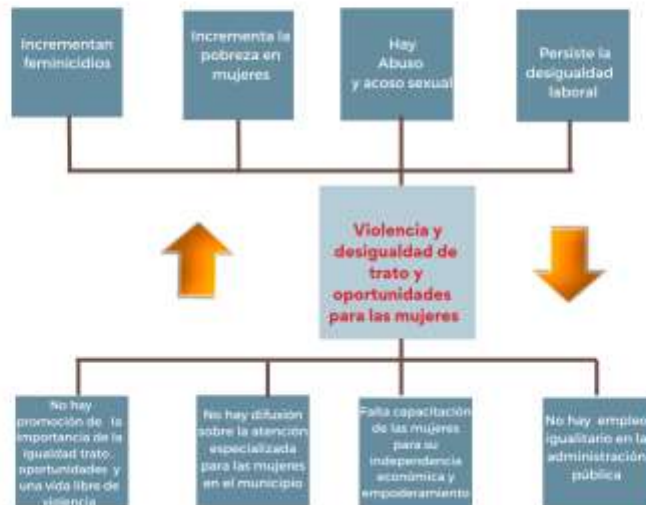 Incrementan
feminicidios
Incrementa la
pobreza en
mujeres
Hay
Abuso
y acoso sexual
Persiste la
desigualdad
laboral
Violencia y
desigualdad de
trato y
oportunidades
para las mujeres
No hay
promoción de la
importancia de la
igualdad trato,
oportunidades y
una vida libre de
violencia
No hay difusión
sobre la atención
especializada
para las mujeres
en el municipio
Falta capacitación
de las mujeres
para su
independencia
económica y
empoderamiento
No hay empleo
igualitario en la
administración
pública